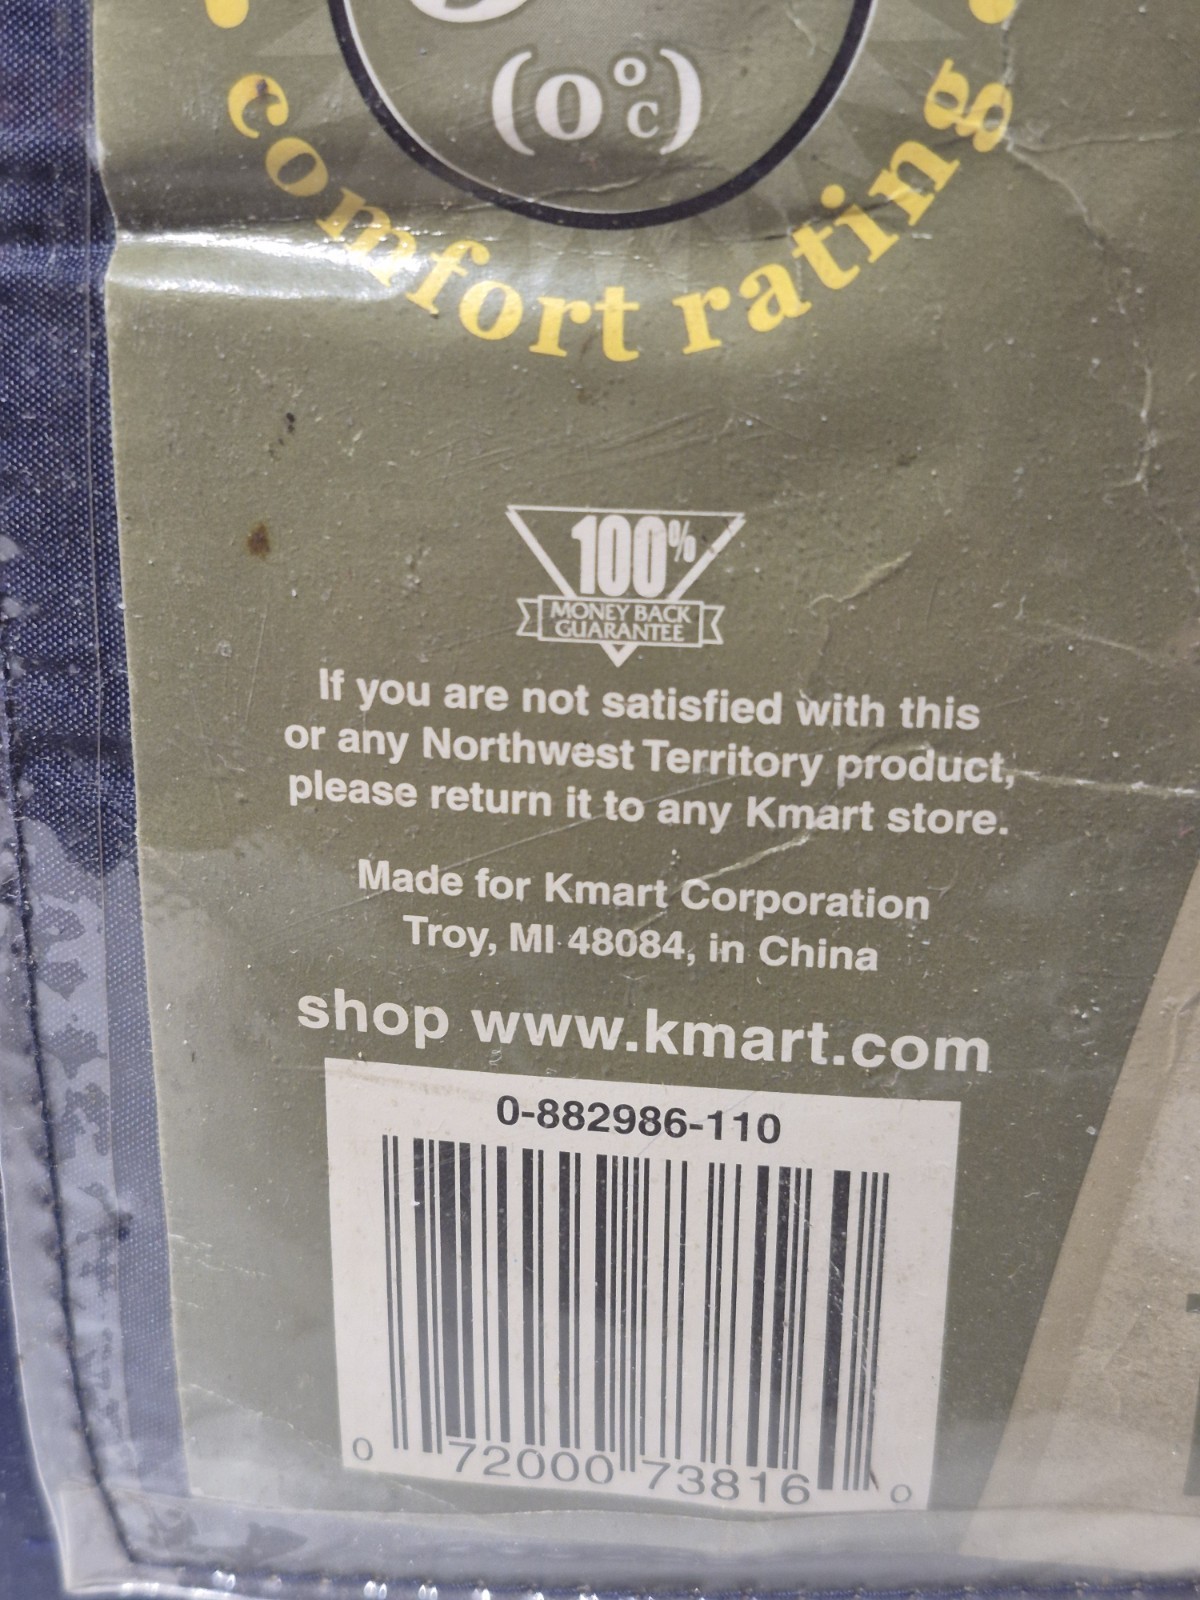 (0°C)
comfort rating
100%
MONEY BACK
GUARANTEE
If you are not satisfied with this
or any Northwest Territory product,
please return it to any Kmart store.
Made for Kmart Corporation
Troy, MI 48084, in China
shop www.kmart.com
0-882986-110
0 72000 73816 0